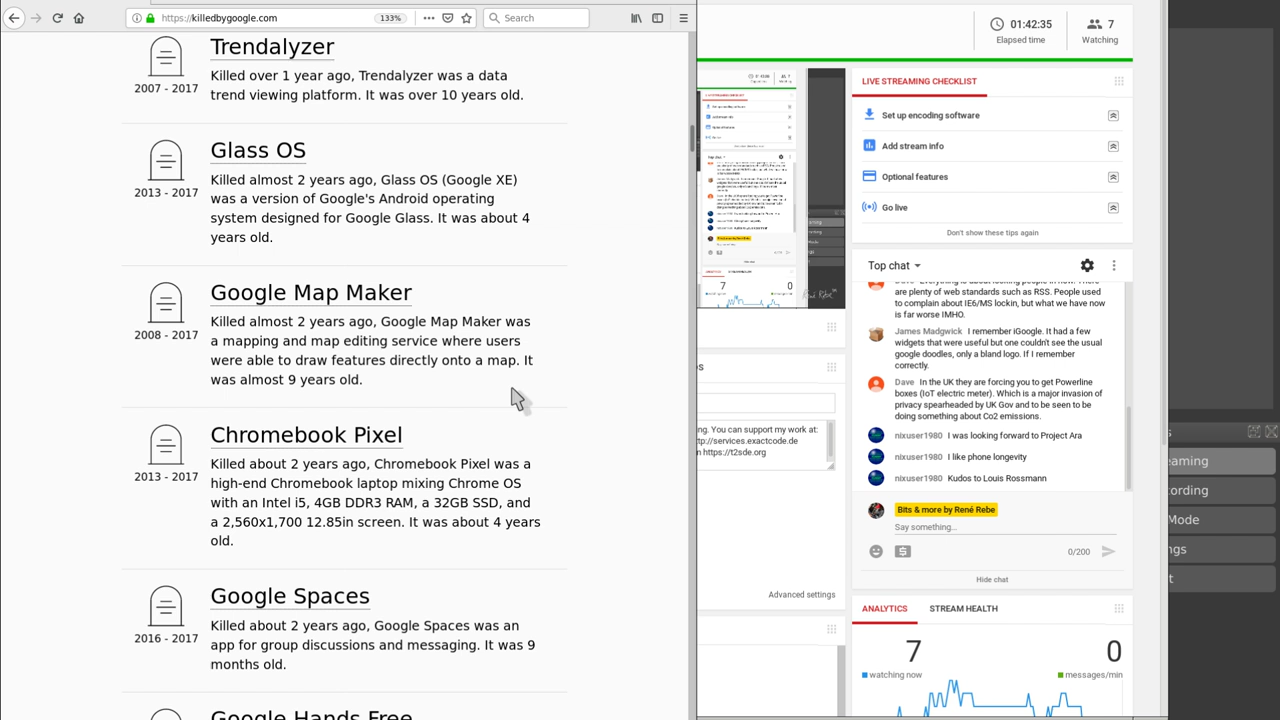 https://killedbygoogle.com
133%
Search
Trendalyzer
2007 - 2017
Killed over 1 year ago, Trendalyzer was a data
trend viewing platform. It was over 10 years old.
Glass OS
2013 - 2017
Killed almost 2 years ago, Glass OS (Google XE)
was a version of Google's Android operating
system designed for Google Glass. It was about 4
years old.
Google Map Maker
2008 - 2017
Killed almost 2 years ago, Google Map Maker was
a mapping and map editing service where users
were able to draw features directly onto a map. It
was almost 9 years old.
Chromebook Pixel
2013 - 2017
Killed about 2 years ago, Chromebook Pixel was a
high-end Chromebook laptop mixing Chrome OS
with an Intel i5, 4GB DDR3 RAM, a 32GB SSD, and
a 2,560x1,700 12.85in screen. It was about 4 years
old.
Google Spaces
2016 - 2017
Killed about 2 years ago, Google Spaces was an
app for group discussions and messaging. It was 9
months old.
Google Hands Free
01:42:35
Elapsed time
7
Watching
LIVE STREAMING CHECKLIST
Set up encoding software
Add stream info
Optional features
Go live
Don't show these tips again
Top chat
are plenty of web standards such as RSS. People used
to complain about IE6/MS lockin, but what we have now
is far worse IMHO.
James Madgwick I remember iGoogle. It had a few
widgets that were useful but one couldn't see the usual
google doodles, only a bland logo. If I remember
correctly.
Dave In the UK they are forcing you to get Powerline
boxes (IoT electric meter). Which is a major invasion of
privacy spearheaded by UK Gov and to be seen to be
doing something about Co2 emissions.
nixuser1980 I was looking forward to Project Ara
nixuser1980 I like phone longevity
nixuser1980 Kudos to Louis Rossmann
Bits & more by René Rebe
Say something...
0/200
Hide chat
ANALYTICS
STREAM HEALTH
7
watching now
0
messages/min
Top chat
7
0
René Rebe
os
ng. You can support my work at:
ttp://services.exactcode.de
n https://t2sde.org
Advanced settings
s
eaming
ording
Mode
ngs
t